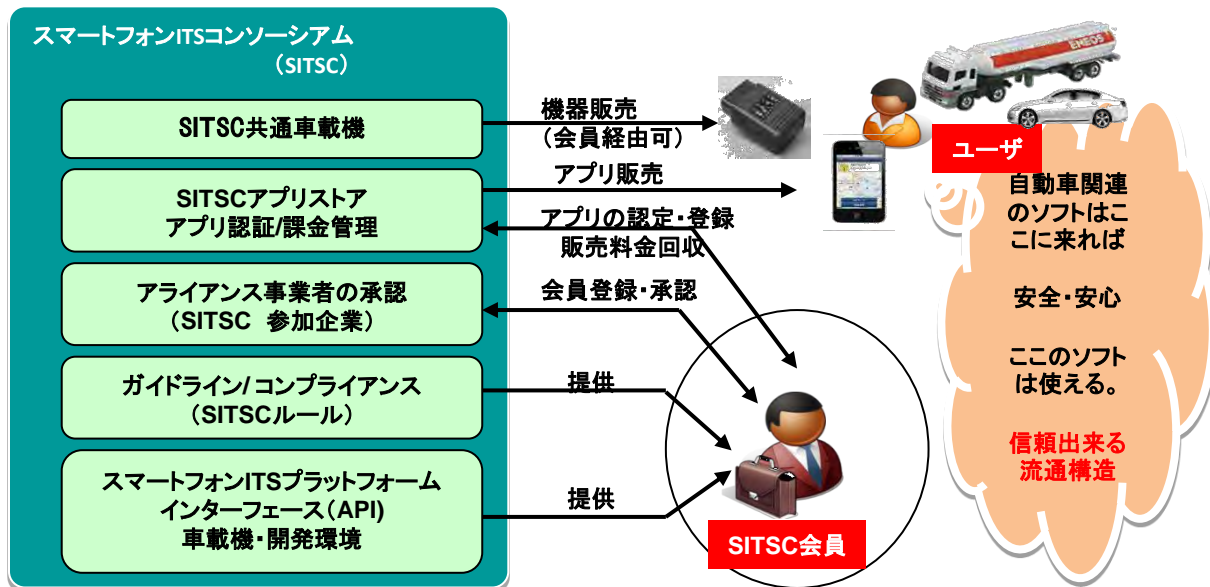 スマートフォンITSコンソーシアム
（SITSC）
SITSC共通車載機
SITSCアプリストア
アプリ認証/課金管理
アライアンス事業者の承認
（SITSC 参加企業）
ガイドライン/コンプライアンス
（SITSCルール）
スマートフォンITSプラットフォーム
インターフェース（API)
車載機・開発環境
機器販売
（会員経由可）
アプリ販売
アプリの認定・登録
販売料金回収
会員登録・承認
提供
提供
SITSC会員
ENEOS
ユーザ
自動車関連
のソフトはこ
こに来れば
安全・安心
ここのソフト
は使える。
信頼出来る
流通構造